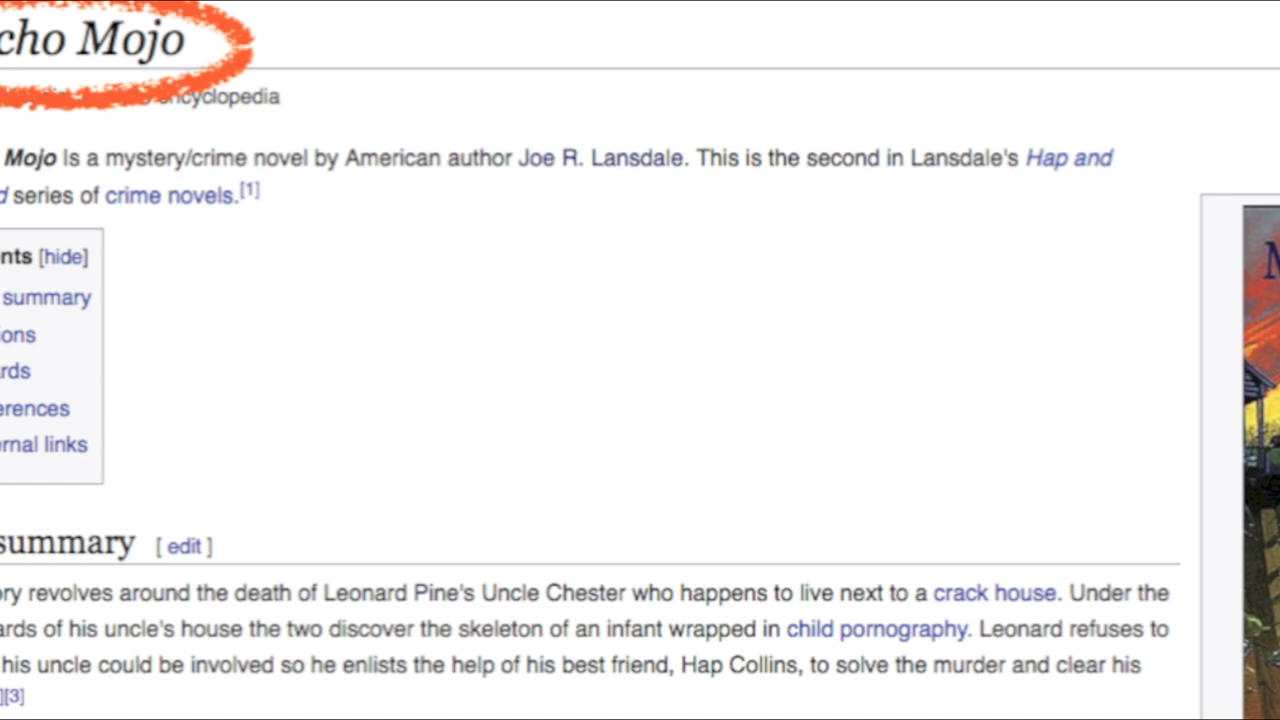 cho Mojo
encyclopedia
Mojo Is a mystery/crime novel by American author Joe R. Lansdale. This is the second in Lansdale's Hap and
d series of crime novels.[1]
nts [hide]
summary
ions
rds
erences
ernal links
M
summary [ edit ]
ry revolves around the death of Leonard Pine's Uncle Chester who happens to live next to a crack house. Under the
ards of his uncle's house the two discover the skeleton of an infant wrapped in child pornography. Leonard refuses to
his uncle could be involved so he enlists the help of his best friend, Hap Collins, to solve the murder and clear his
][3]